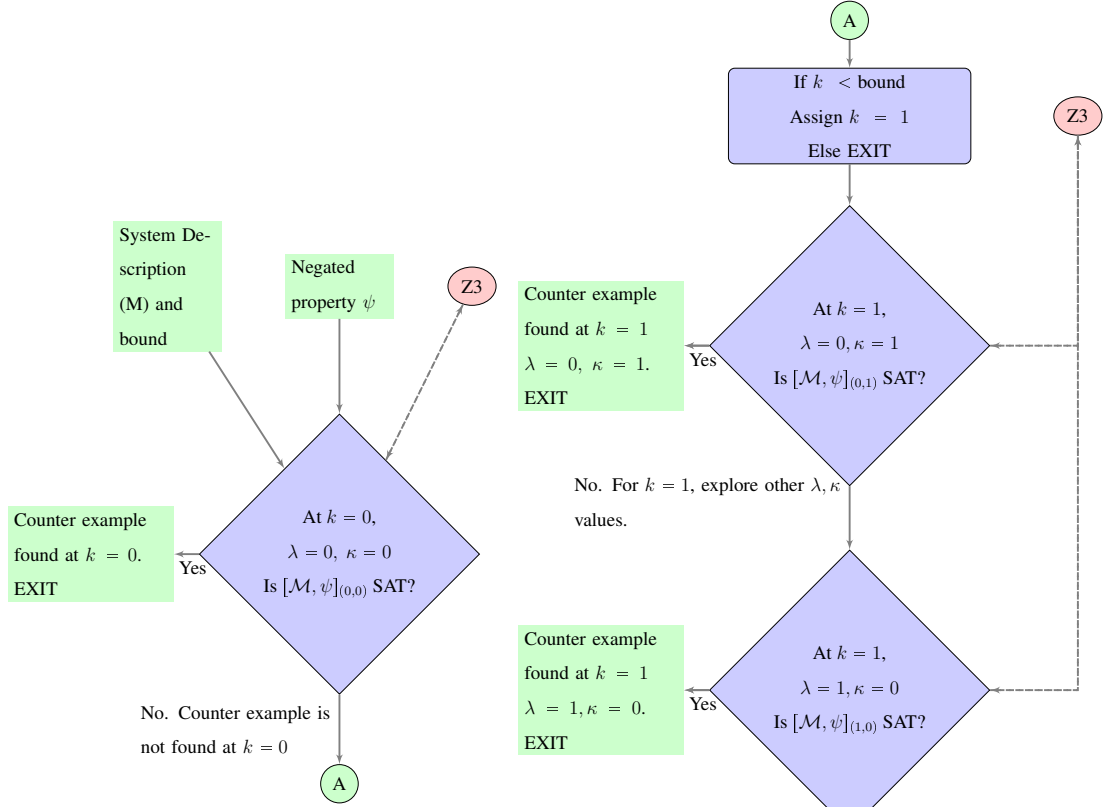 System De-
scription
(M) and
bound
Negated
property ψ
Z3
At k = 0,
λ = 0, κ = 0
Is [ℳ, ψ](0,0) SAT?
Counter example
found at k = 0.
EXIT
Yes
No. Counter example is
not found at k = 0
A
A
If k < bound
Assign k = 1
Else EXIT
Z3
At k = 1,
λ = 0, κ = 1
Is [ℳ, ψ](0,1) SAT?
Counter example
found at k = 1
λ = 0, κ = 1.
EXIT
Yes
No. For k = 1, explore other λ, κ
values.
At k = 1,
λ = 1, κ = 0
Is [ℳ, ψ](1,0) SAT?
Counter example
found at k = 1
λ = 1, κ = 0.
EXIT
Yes